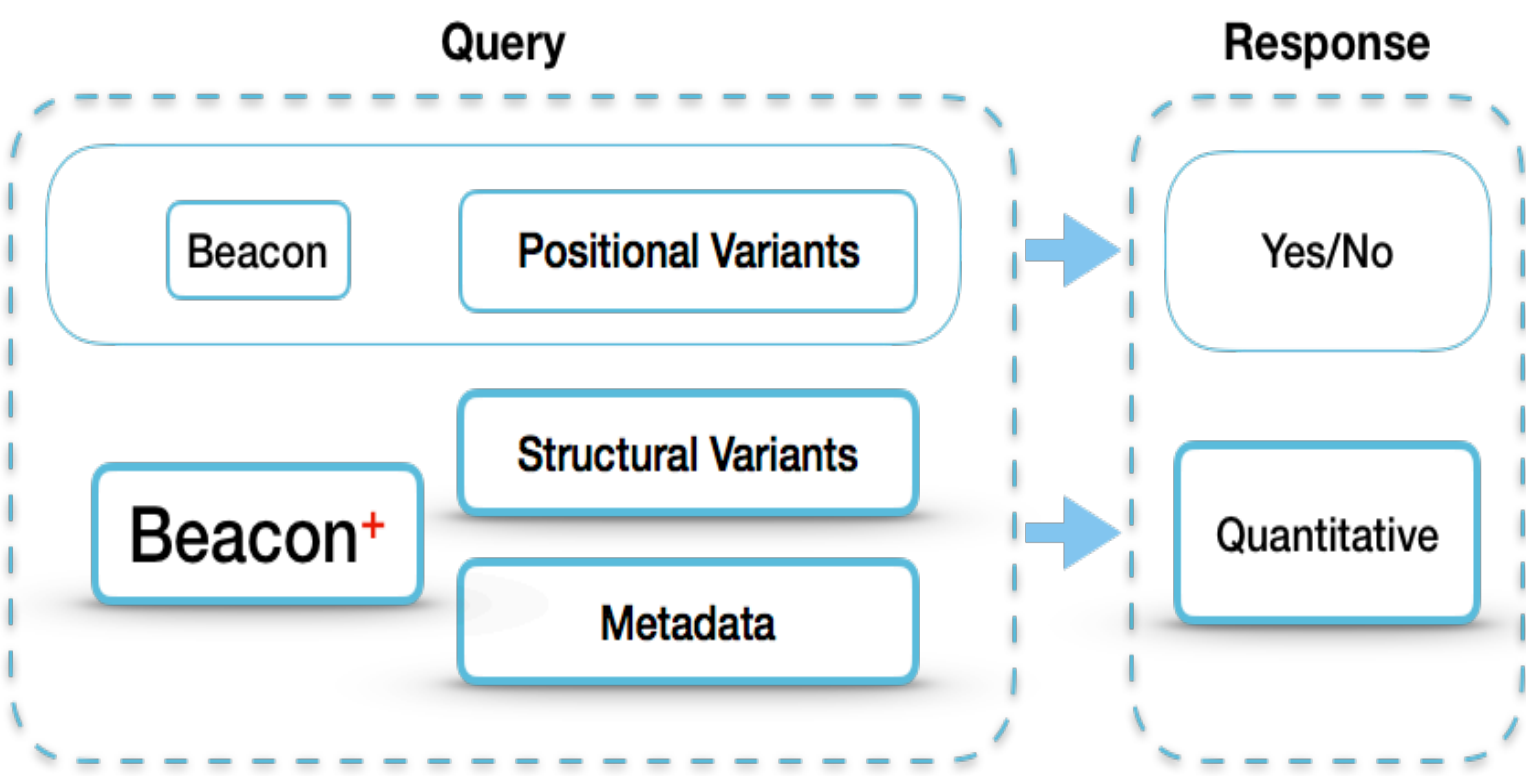 Query
Response
Beacon
Positional Variants
Yes/No
Structural Variants
Beacon+
Quantitative
Metadata